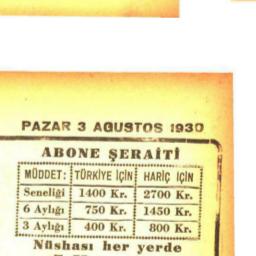 PAZAR 3 AGUSTOS 1930
ABONE ŞERAİTİ
MÜDDET: TÜRKİYE İÇİN HARİÇ İÇİN
Seneliği 1400 Kr. 2700 Kr.
6 Aylığı 750 Kr. 1450 Kr.
3 Aylığı 400 Kr. 800 Kr.
Nüshası her yerde